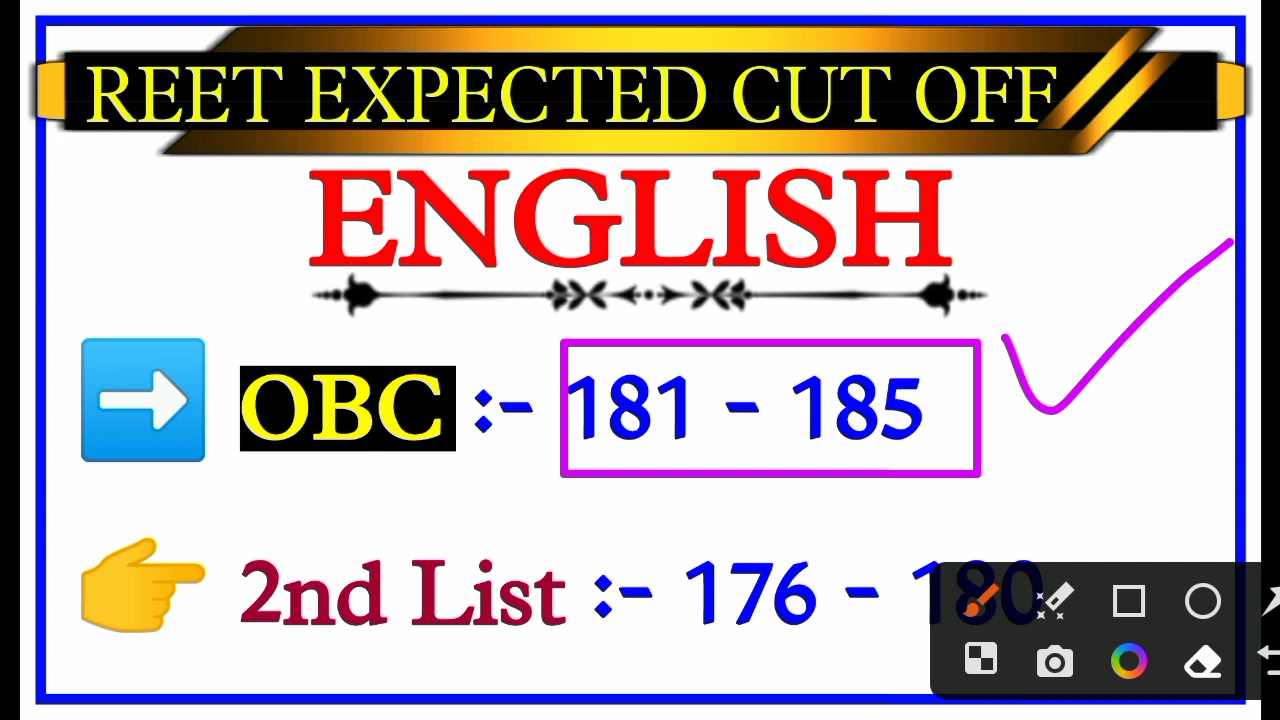 REET EXPECTED CUT OFF
ENGLISH
OBC :- 181 - 185
2nd List :- 176 - 180